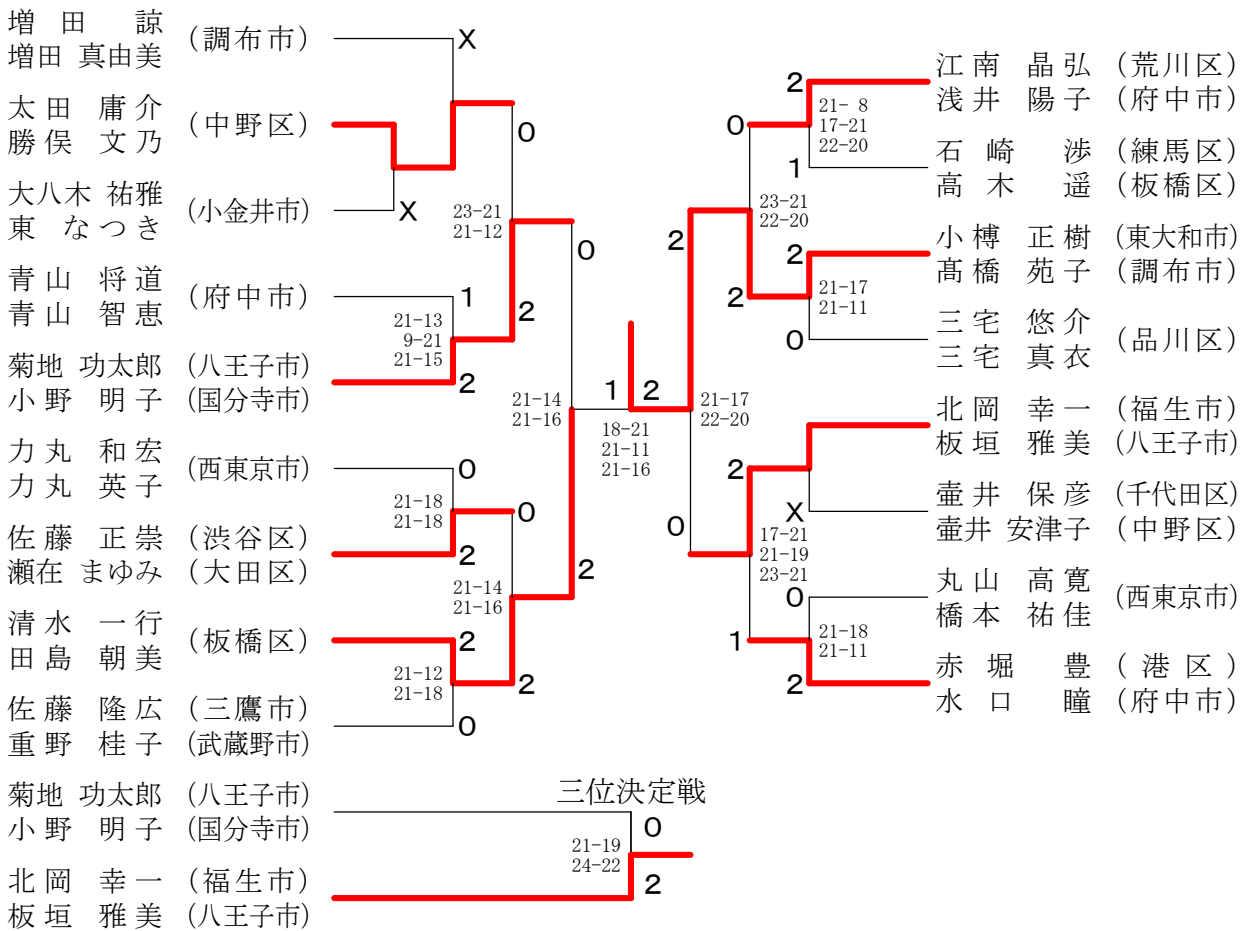 増田 諒
増田 真由美
(調布市)
X
太田 庸介
勝俣 文乃
(中野区)
0
大八木 祐雅
東 なつき
(小金井市)
X
23-21
21-12
0
青山 将道
青山 智恵
(府中市)
1
21-13
9-21
21-15
2
菊地 功太郎 (八王子市)
小野 明子 (国分寺市)
2
21-14
21-16
力丸 和宏
力丸 英子
(西東京市)
0
21-18
21-18
0
佐藤 正崇 (渋谷区)
瀬在 まゆみ (大田区)
2
21-14
21-16
2
清水 一行
田島 朝美
(板橋区)
2
21-12
21-18
2
佐藤 隆広 (三鷹市)
重野 桂子 (武蔵野市)
0
1
2
18-21
21-11
21-16
江南 晶弘 (荒川区)
浅井 陽子 (府中市)
2
21- 8
17-21
22-20
0
石崎 渉 (練馬区)
高木 遥 (板橋区)
1
23-21
22-20
2
小榑 正樹 (東大和市)
髙橋 苑子 (調布市)
2
21-17
21-11
2
三宅 悠介
三宅 真衣
(品川区)
0
21-17
22-20
北岡 幸一 (福生市)
板垣 雅美 (八王子市)
2
壷井 保彦 (千代田区)
壷井 安津子 (中野区)
X
17-21
21-19
23-21
0
丸山 高寛
橋本 祐佳
(西東京市)
0
21-18
21-11
1
赤堀 豊 (港区)
水口 瞳 (府中市)
2
三位決定戦
菊地 功太郎 (八王子市)
小野 明子 (国分寺市)
0
21-19
24-22
北岡 幸一 (福生市)
板垣 雅美 (八王子市)
2